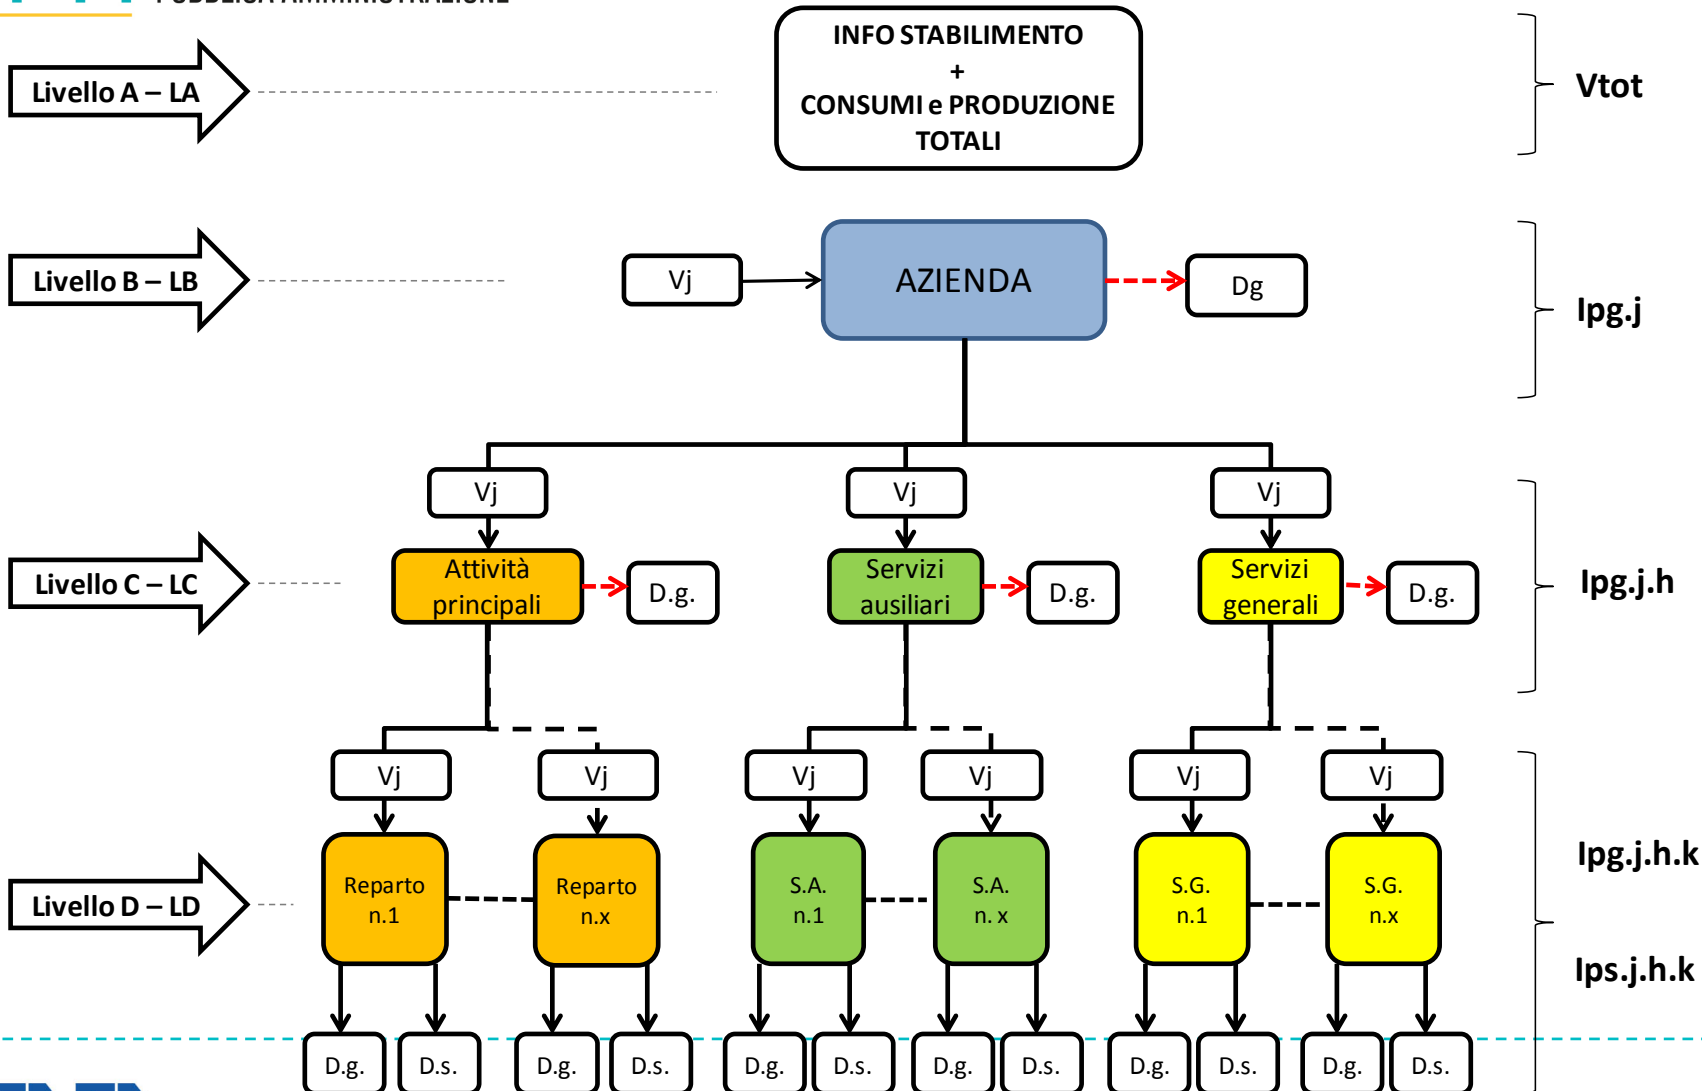 PUBBLICA AMMINISTRAZIONE
INFO STABILIMENTO
+
CONSUMI e PRODUZIONE
TOTALI
Livello A – LA
Vtot
Livello B – LB
Vj
AZIENDA
Dg
Ipg.j
Vj
Vj
Vj
Livello C – LC
Attività
principali
D.g.
Servizi
ausiliari
D.g.
Servizi
generali
D.g.
Ipg.j.h
Vj
Vj
Vj
Vj
Vj
Vj
Livello D – LD
Reparto
n.1
Reparto
n.x
S.A.
n.1
S.A.
n. x
S.G.
n.1
S.G.
n.x
Ipg.j.h.k
Ips.j.h.k
D.g.
D.s.
D.g.
D.s.
D.g.
D.s.
D.g.
D.s.
D.g.
D.s.
D.g.
D.s.